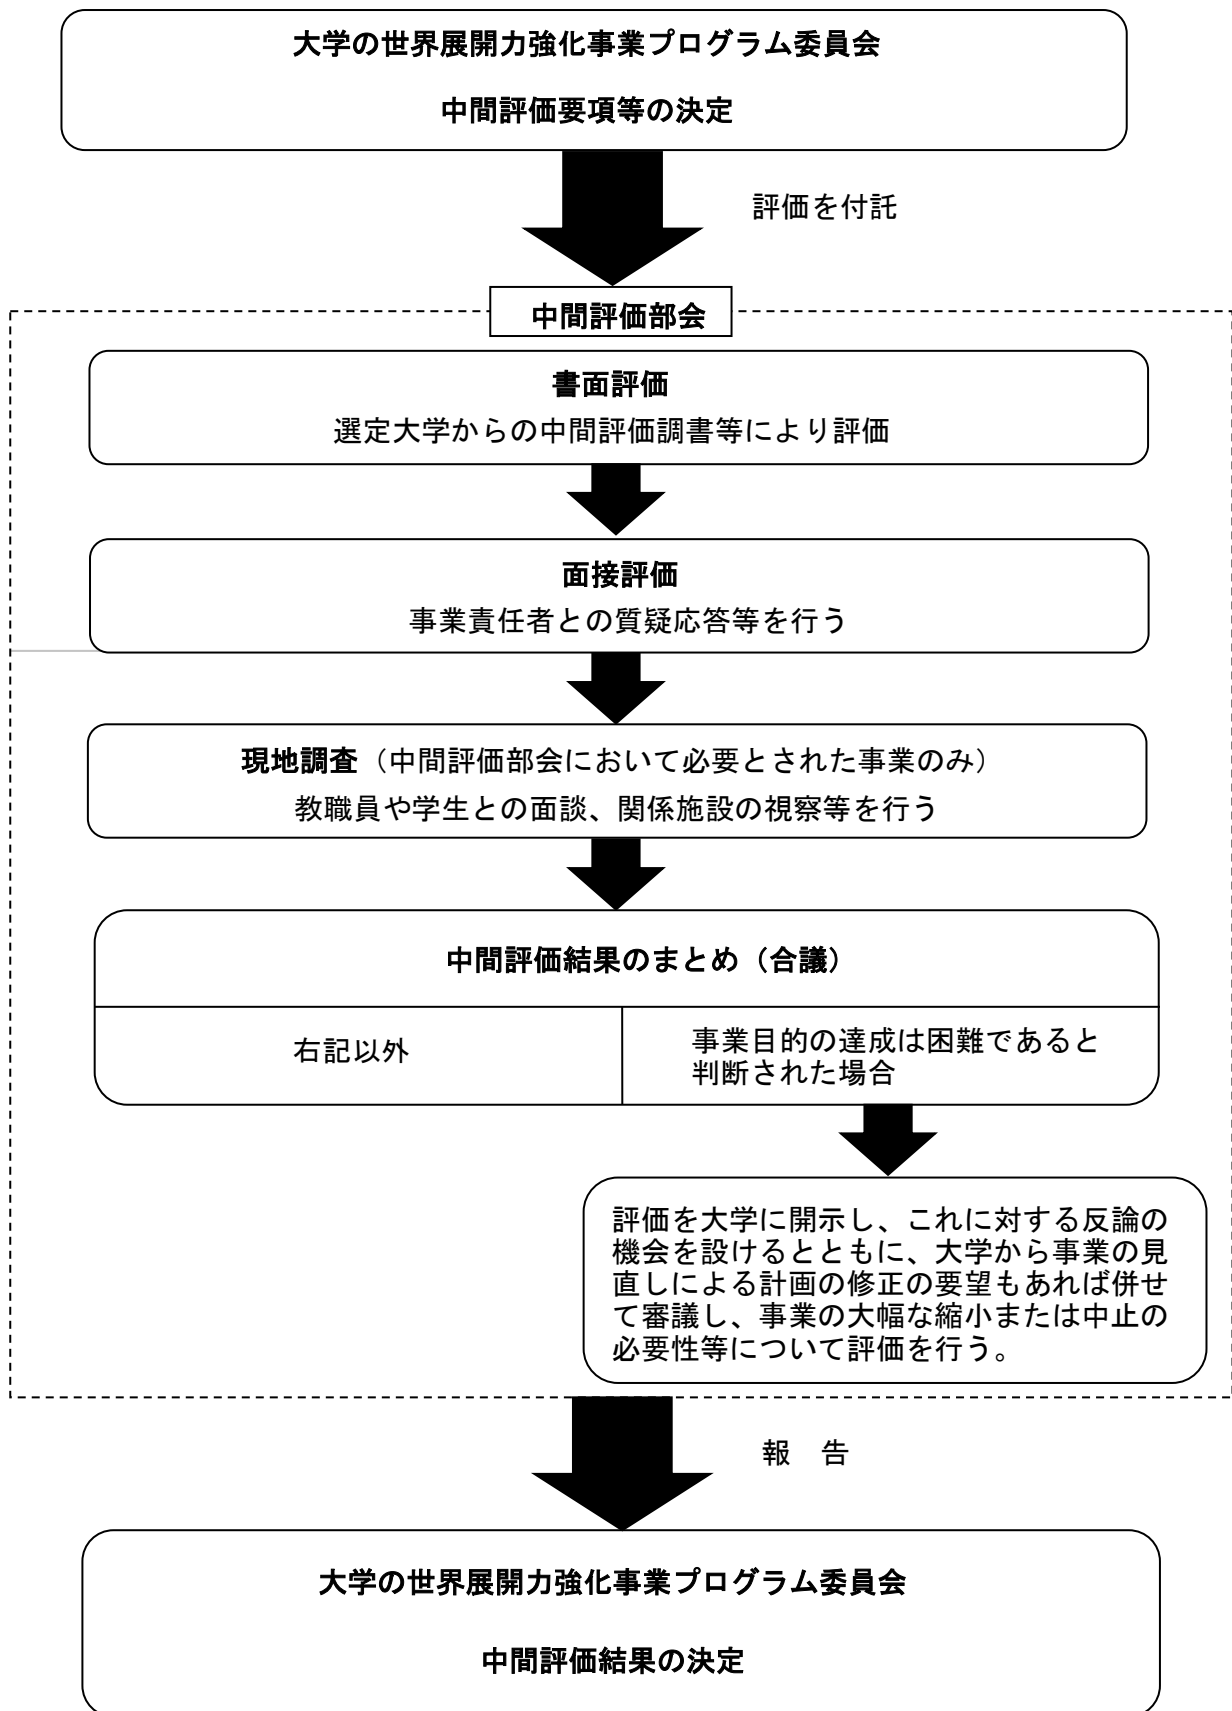 大学の世界展開力強化事業プログラム委員会
中間評価要項等の決定
評価を付託
中間評価部会
書面評価
選定大学からの中間評価調書等により評価
面接評価
事業責任者との質疑応答等を行う
現地調査（中間評価部会において必要とされた事業のみ）
教職員や学生との面談、関係施設の視察等を行う
中間評価結果のまとめ（合議）
右記以外
事業目的の達成は困難であると
判断された場合
評価を大学に開示し、これに対する反論の
機会を設けるとともに、大学から事業の見
直しによる計画の修正の要望もあれば併せ
て審議し、事業の大幅な縮小または中止の
必要性等について評価を行う。
報　告
大学の世界展開力強化事業プログラム委員会
中間評価結果の決定